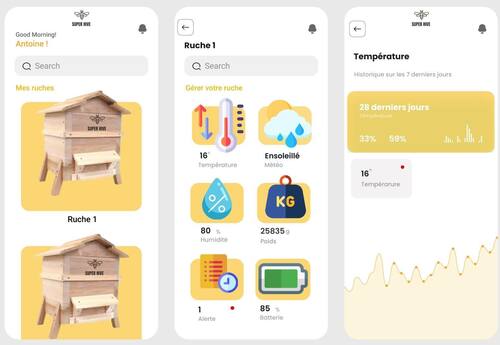 SUPER HIVE
Good Morning!
Antoine !
Search
Mes ruches
SUPER HIVE
Ruche 1
SUPER HIVE
SUPER HIVE
Ruche 1
Search
Gérer votre ruche
16°
Température
Ensoleillé
Météo
KG
80 %
Humidité
25835 g
Poids
1
Alerte
85 %
Batterie
SUPER HIVE
Température
Historique sur les 7 derniers jours
28 derniers jours
Température
33% 59%
16°
Température